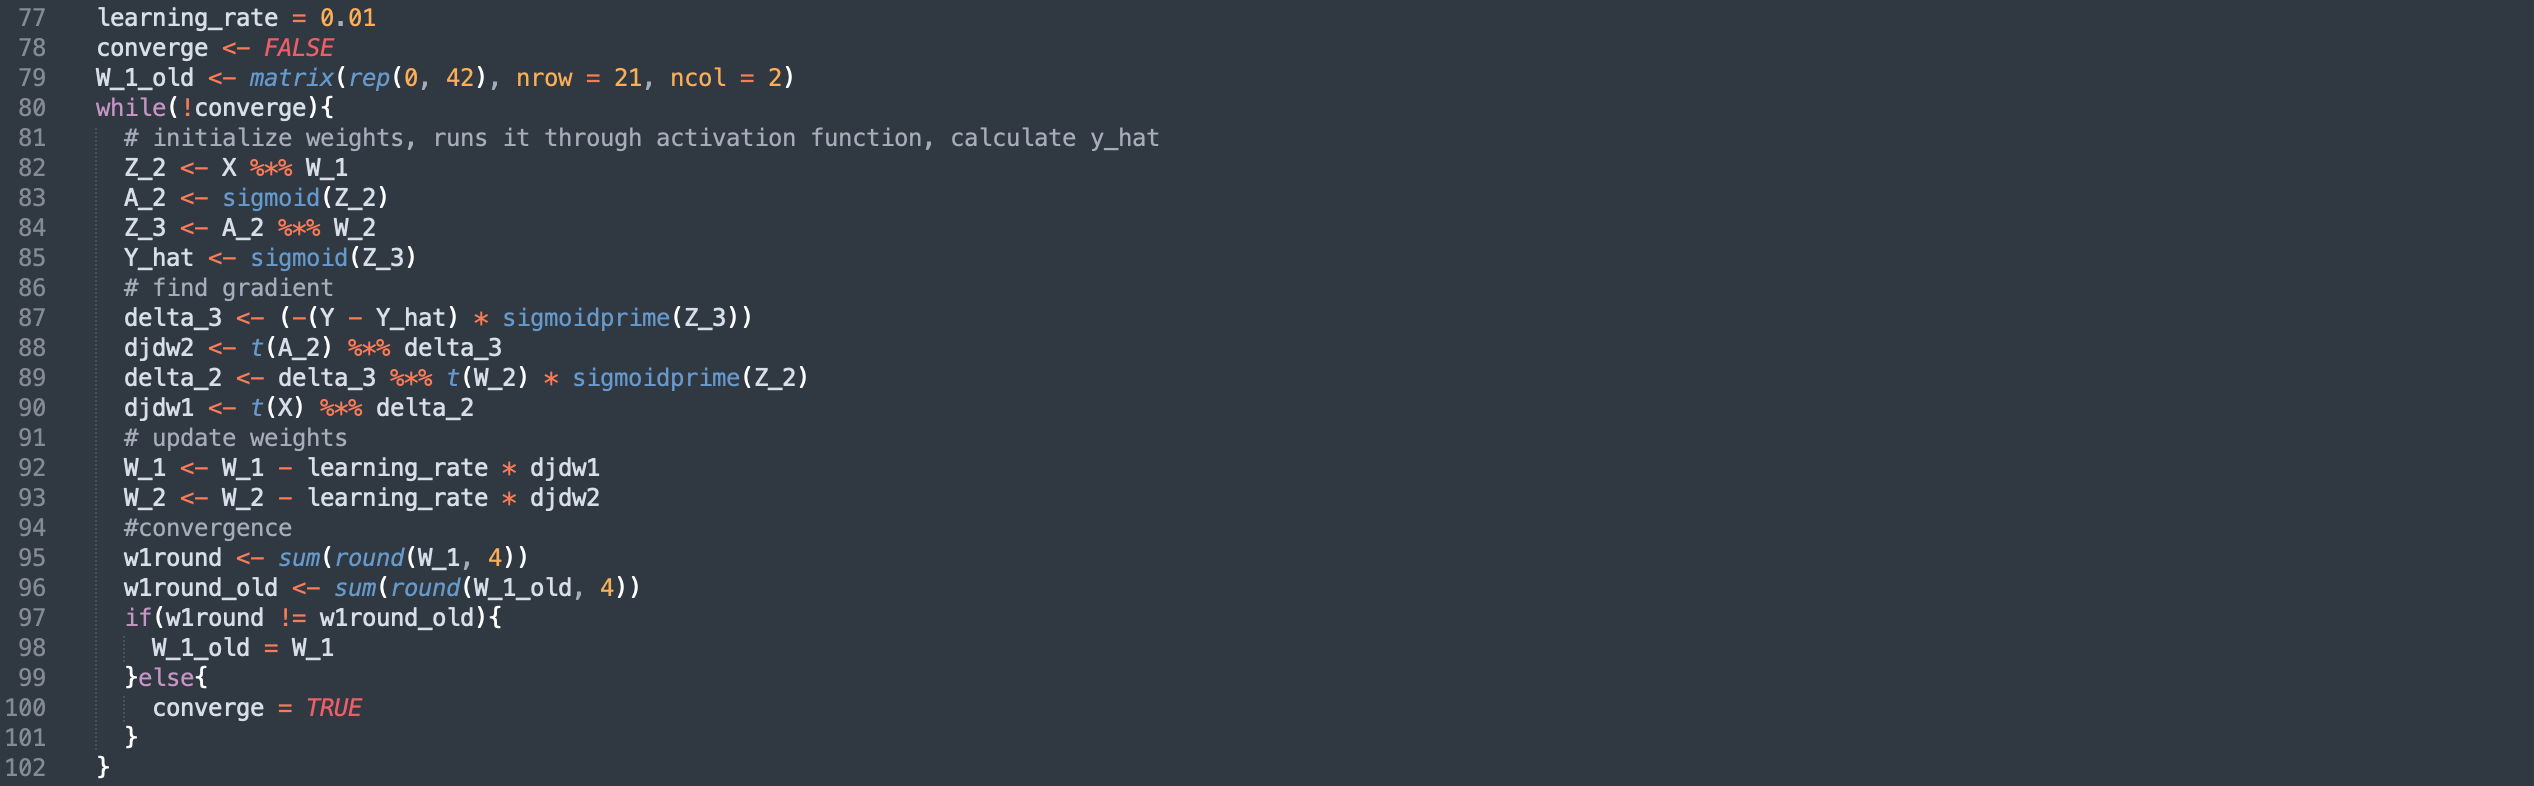 77 learning_rate = 0.01
78 converge <- FALSE
79 W_1_old <- matrix(rep(0, 42), nrow = 21, ncol = 2)
80 while(!converge){
81 # initialize weights, runs it through activation function, calculate y_hat
82 Z_2 <- X %*% W_1
83 A_2 <- sigmoid(Z_2)
84 Z_3 <- A_2 %*% W_2
85 Y_hat <- sigmoid(Z_3)
86 # find gradient
87 delta_3 <- (-(Y - Y_hat) * sigmoidprime(Z_3))
88 djdw2 <- t(A_2) %*% delta_3
89 delta_2 <- delta_3 %*% t(W_2) * sigmoidprime(Z_2)
90 djdw1 <- t(X) %*% delta_2
91 # update weights
92 W_1 <- W_1 - learning_rate * djdw1
93 W_2 <- W_2 - learning_rate * djdw2
94 #convergence
95 w1round <- sum(round(W_1, 4))
96 w1round_old <- sum(round(W_1_old, 4))
97 if(w1round != w1round_old){
98 W_1_old = W_1
99 }else{
100 converge = TRUE
101 }
102 }